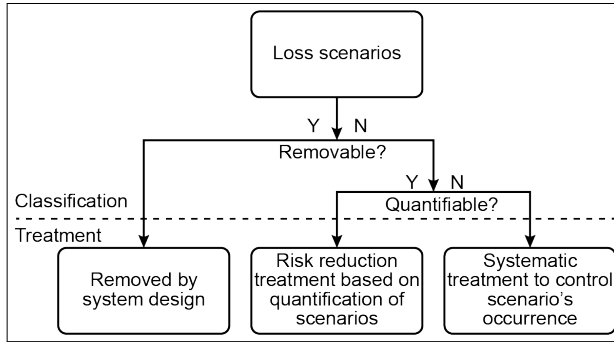 Loss scenarios
Y N
Removable?
Y N
Classification
Quantifiable?
Treatment
Removed by
system design
Risk reduction
treatment based on
quantification of
scenarios
Systematic
treatment to control
scenario's
occurrence